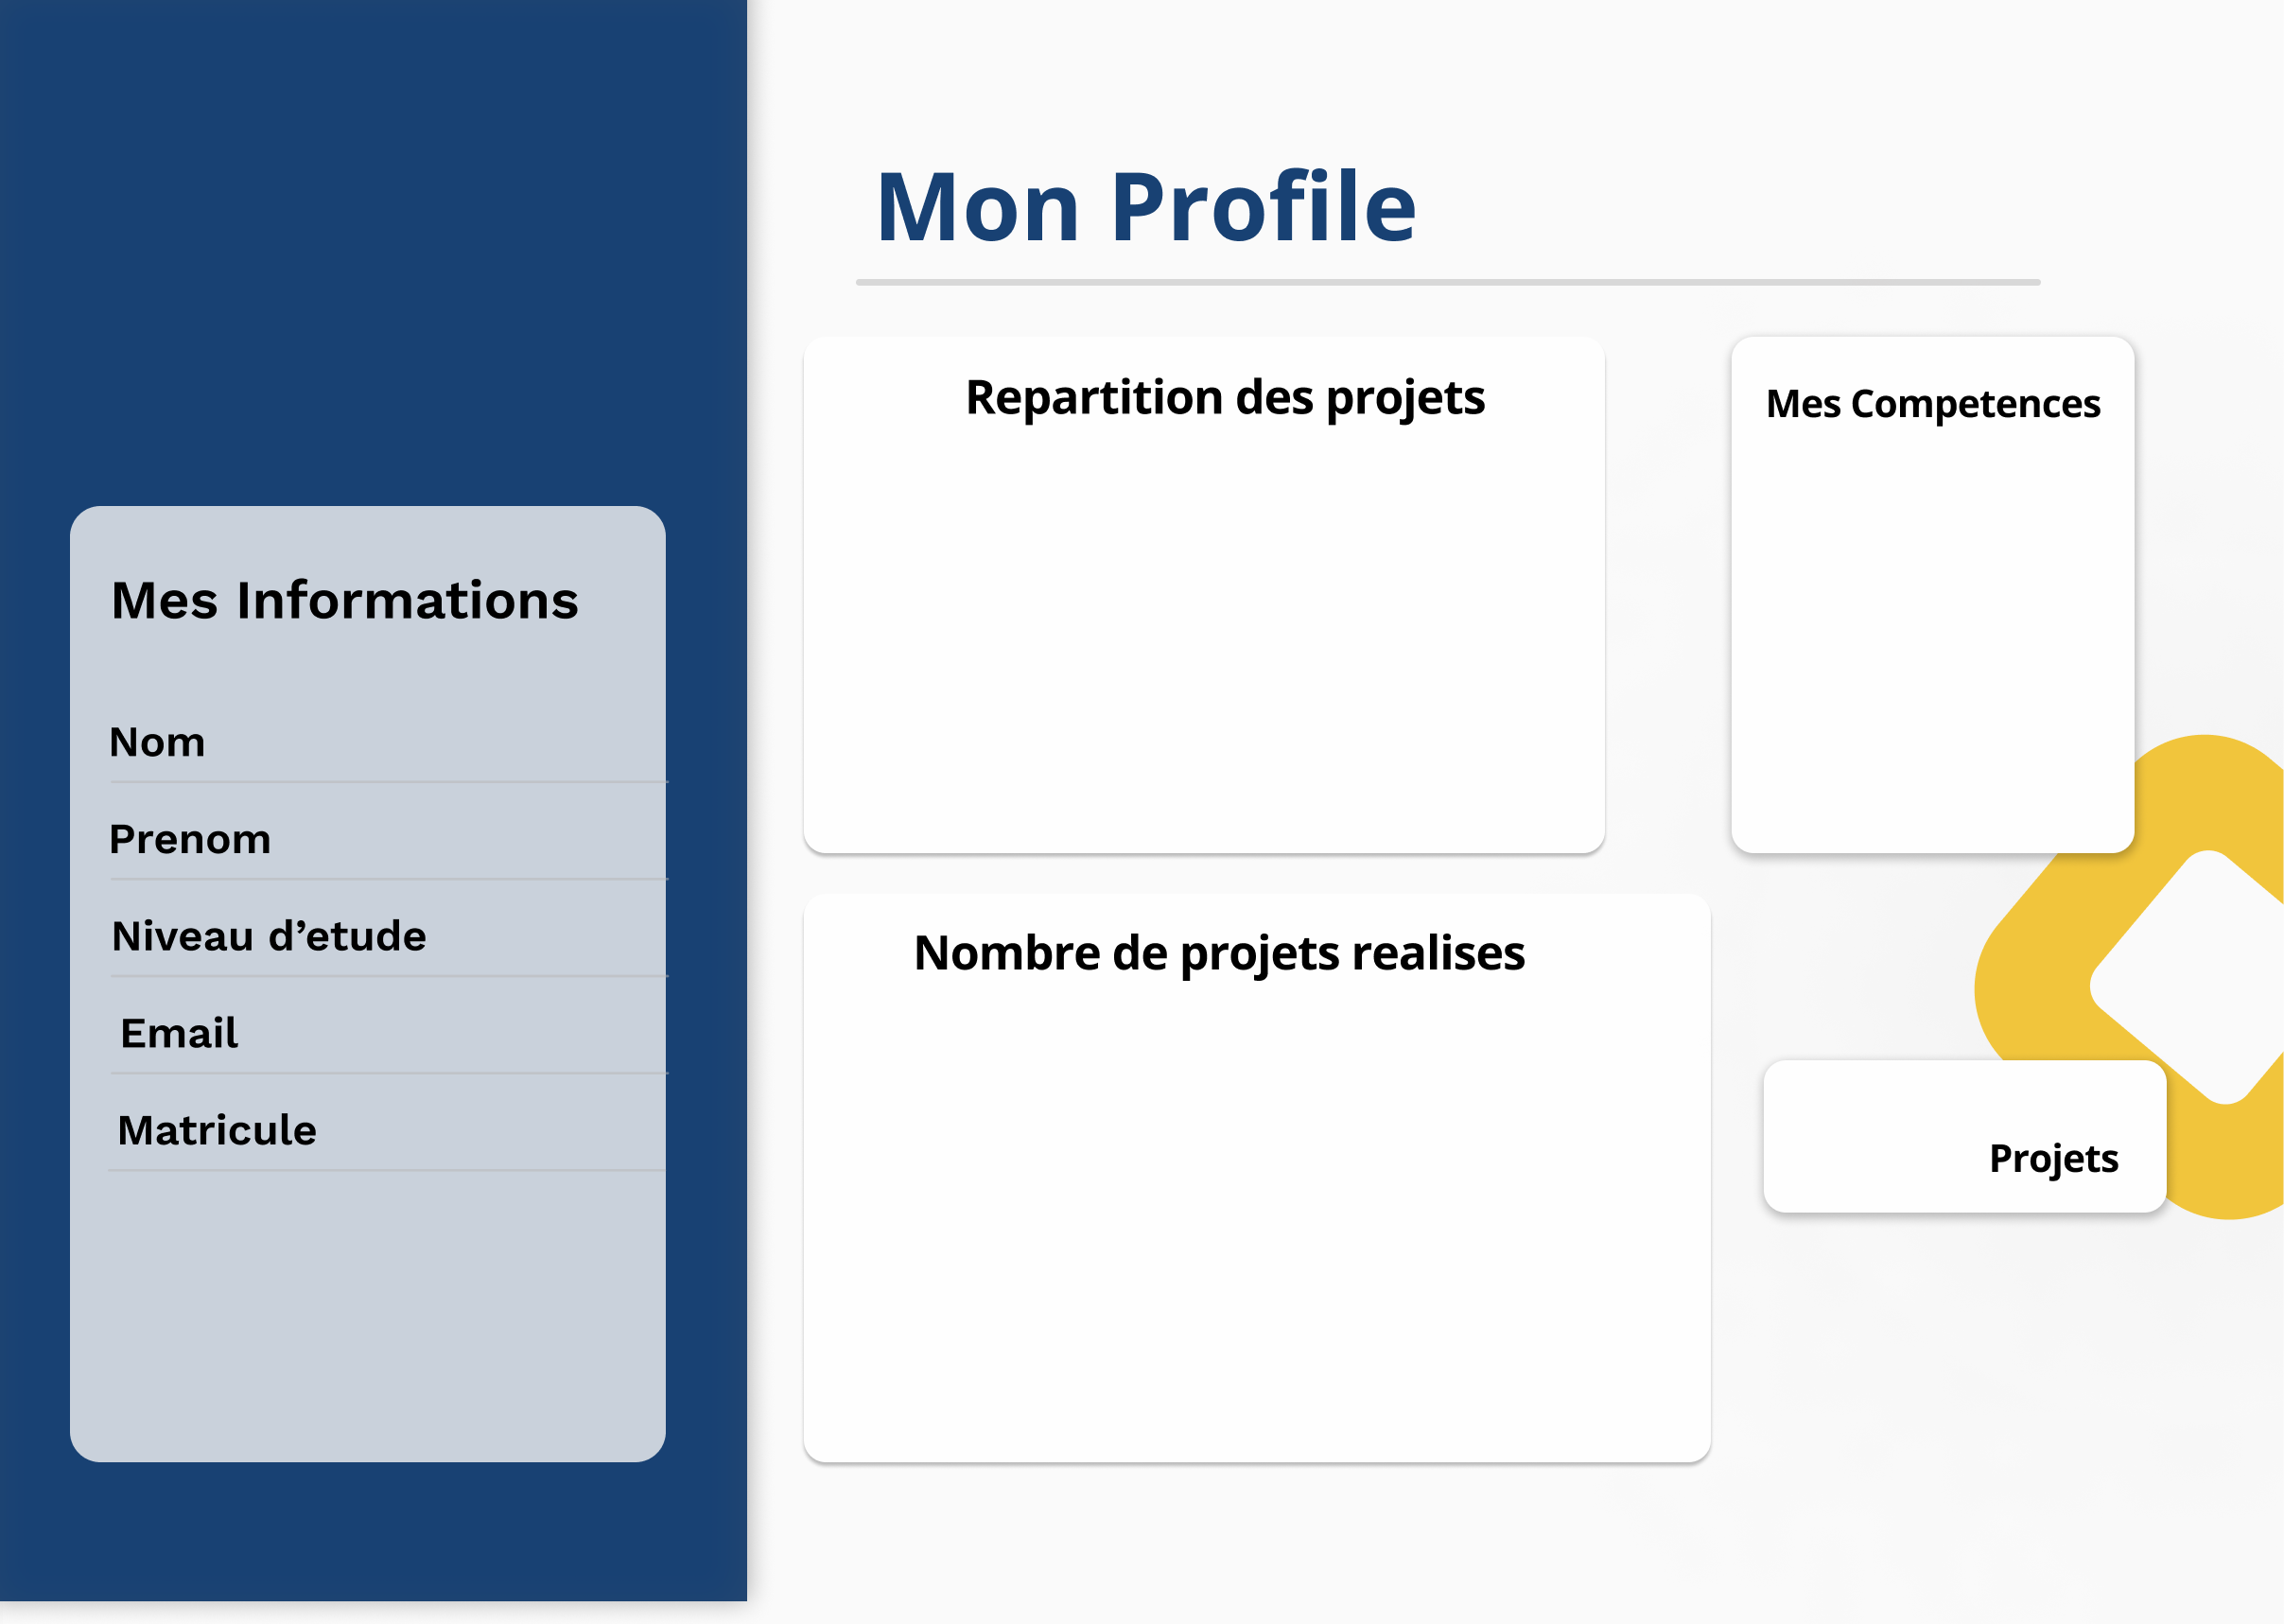 Mon Profile
Repartition des projets
Mes Competences
Mes Informations
Nom
Prenom
Niveau d’etude
Email
Matricule
Nombre de projets realises
Projets